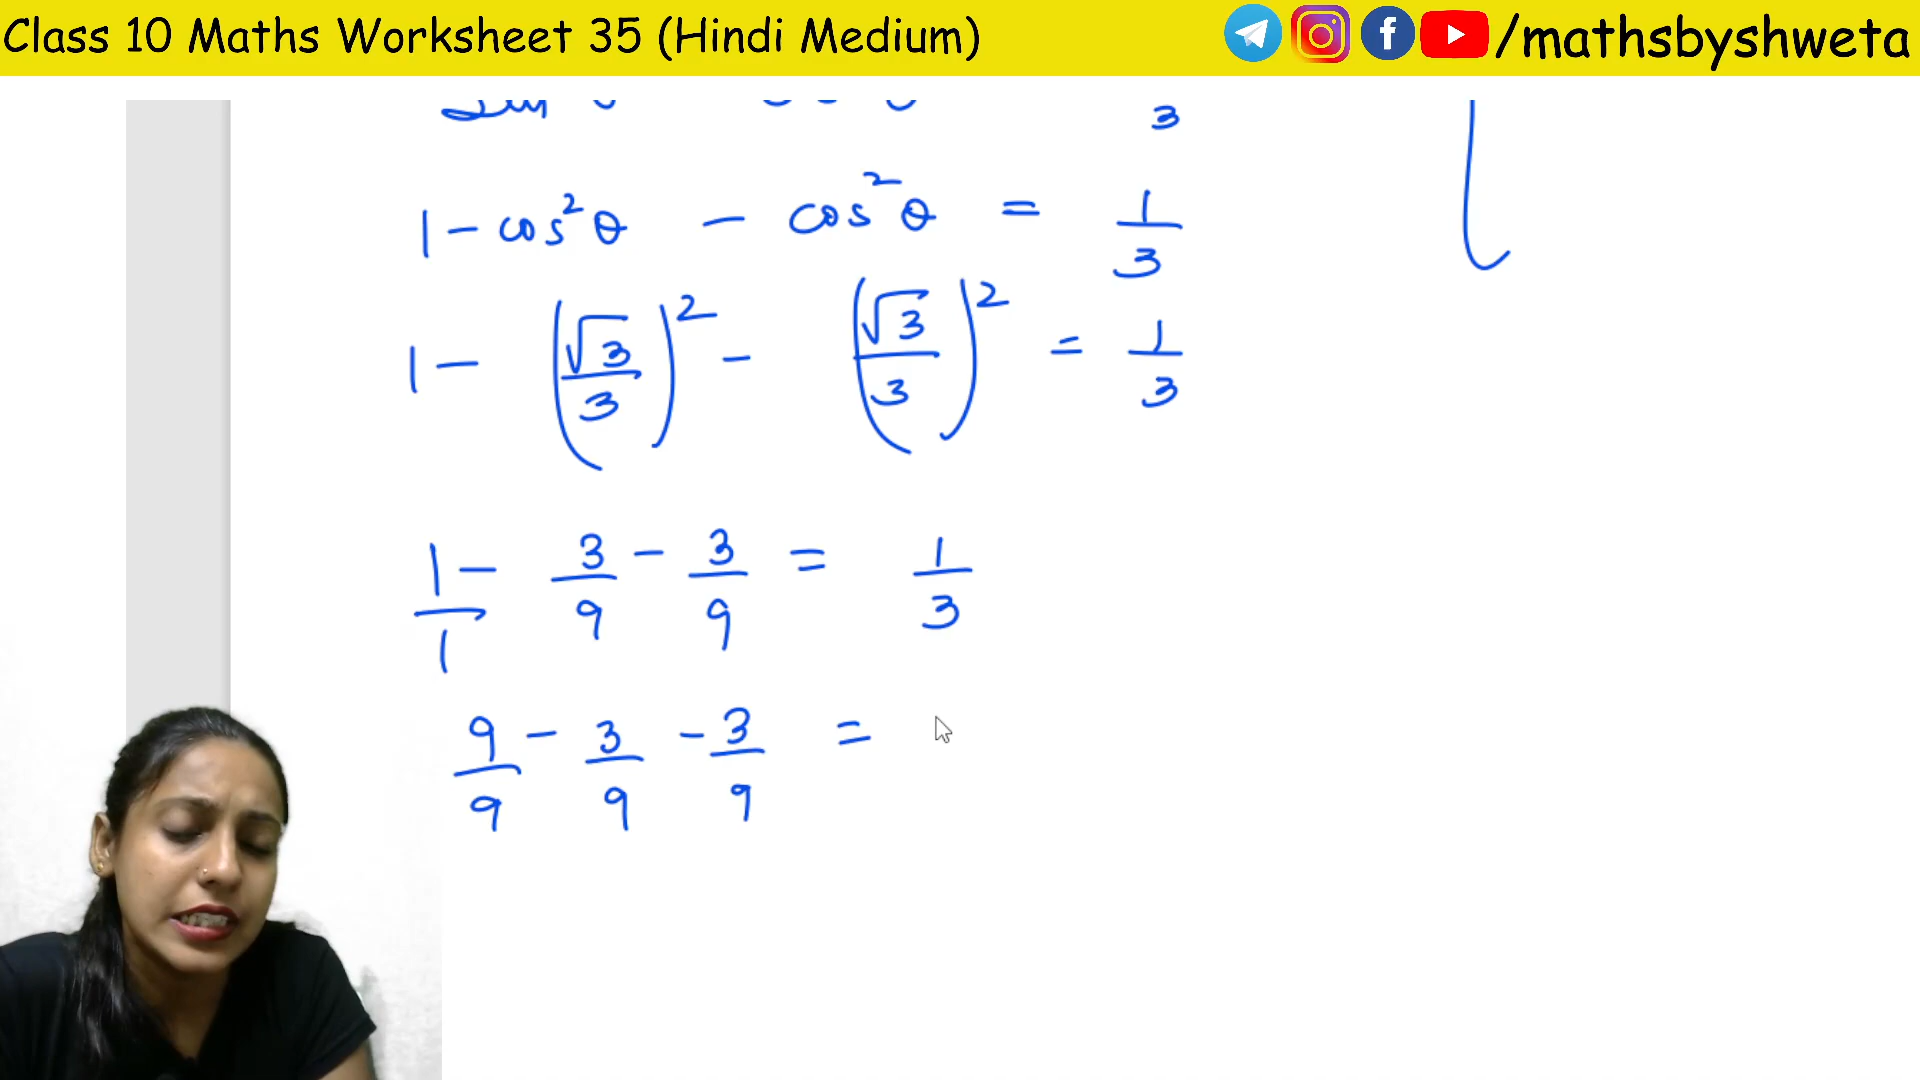 Class 10 Maths Worksheet 35 (Hindi Medium)
/mathsbyshweta
3
1 - cos²θ - cos²θ = 1/3
1 - (√3/3)² - (√3/3)² = 1/3
1/1 - 3/9 - 3/9 = 1/3
9/9 - 3/9 - 3/9 =